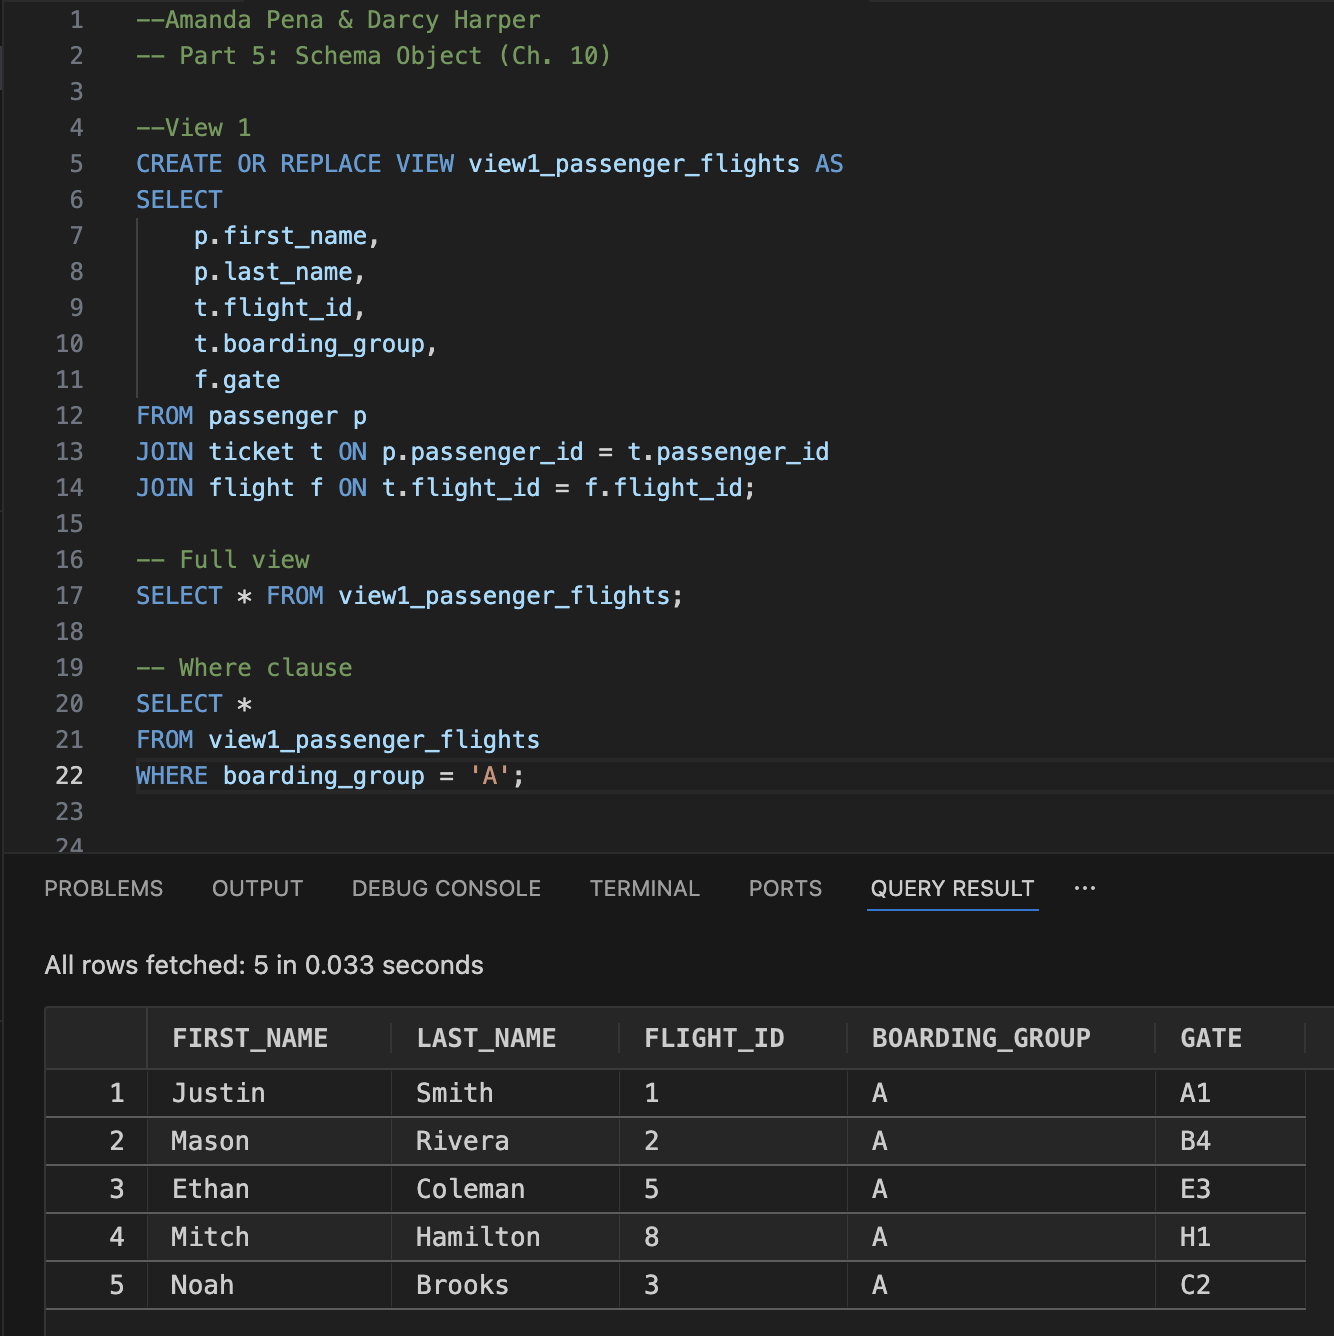 1 --Amanda Pena & Darcy Harper
2 -- Part 5: Schema Object (Ch. 10)
3
4 --View 1
5 CREATE OR REPLACE VIEW view1_passenger_flights AS
6 SELECT
7 p.first_name,
8 p.last_name,
9 t.flight_id,
10 t.boarding_group,
11 f.gate
12 FROM passenger p
13 JOIN ticket t ON p.passenger_id = t.passenger_id
14 JOIN flight f ON t.flight_id = f.flight_id;
15
16 -- Full view
17 SELECT * FROM view1_passenger_flights;
18
19 -- Where clause
20 SELECT *
21 FROM view1_passenger_flights
22 WHERE boarding_group = 'A';
23
24
PROBLEMS OUTPUT DEBUG CONSOLE TERMINAL PORTS QUERY RESULT ...
All rows fetched: 5 in 0.033 seconds
FIRST_NAME LAST_NAME FLIGHT_ID BOARDING_GROUP GATE
1 Justin Smith 1 A A1
2 Mason Rivera 2 A B4
3 Ethan Coleman 5 A E3
4 Mitch Hamilton 8 A H1
5 Noah Brooks 3 A C2